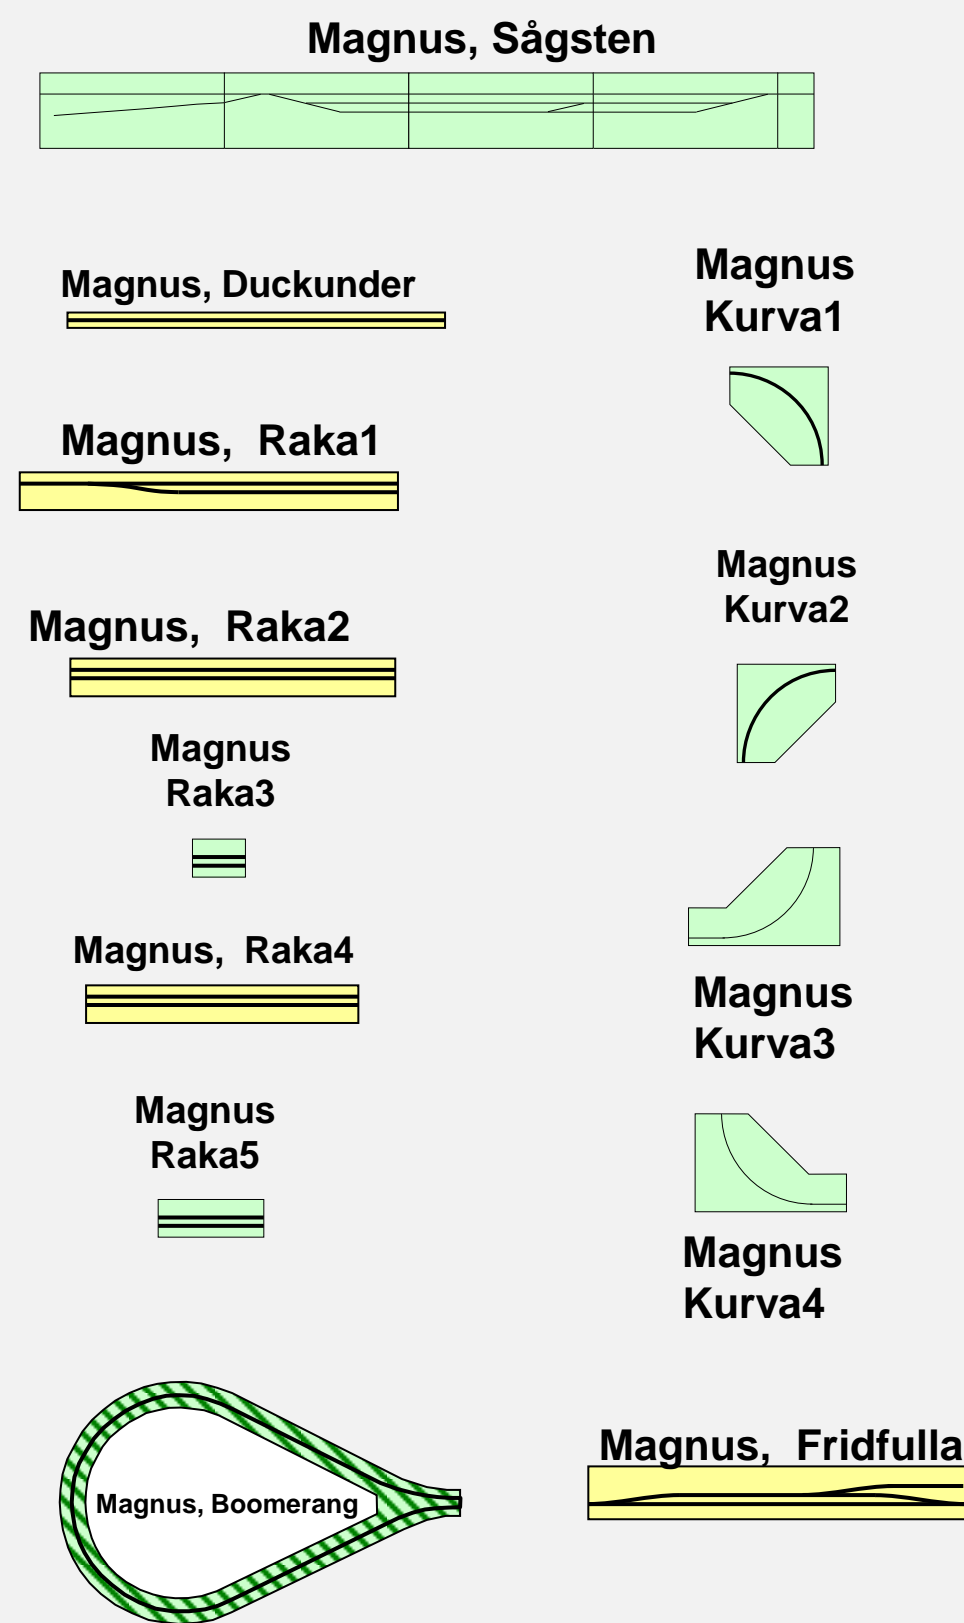 Magnus, Sågsten
Magnus, Duckunder
Magnus
Kurva1
Magnus, Raka1
Magnus
Kurva2
Magnus, Raka2
Magnus
Raka3
Magnus, Raka4
Magnus
Kurva3
Magnus
Raka5
Magnus
Kurva4
Magnus, Boomerang
Magnus, Fridfulla